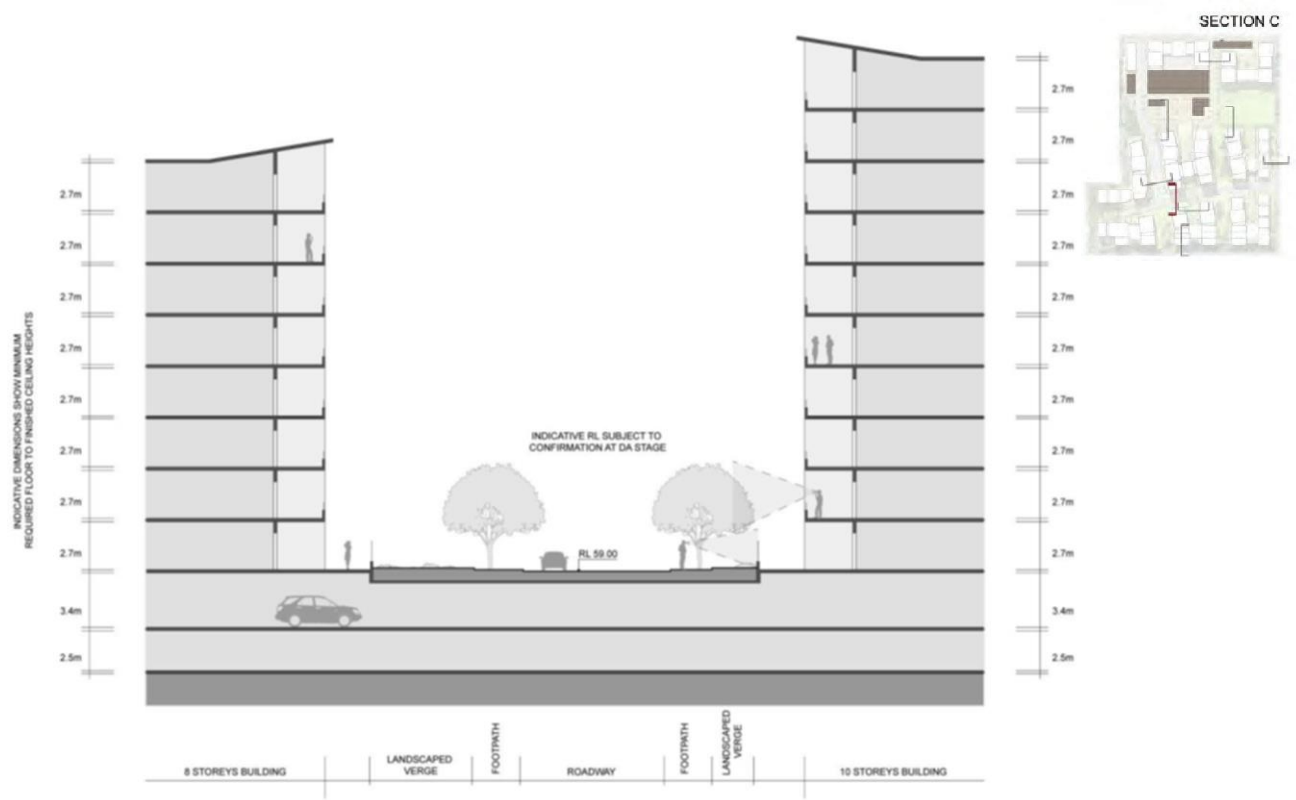 SECTION C
2.7m
2.7m
2.7m
2.7m
2.7m
2.7m
2.7m
2.7m
3.4m
2.5m
INDICATIVE DIMENSIONS SHOW MINIMUM
REQUIRED FLOOR TO FINISHED CEILING HEIGHTS
INDICATIVE RL SUBJECT TO
CONFIRMATION AT DA STAGE
RL 59.00
2.7m
2.7m
2.7m
2.7m
2.7m
2.7m
2.7m
2.7m
2.7m
2.7m
3.4m
2.5m
8 STOREYS BUILDING
LANDSCAPED
VERGE
FOOTPATH
ROADWAY
FOOTPATH
LANDSCAPED
VERGE
10 STOREYS BUILDING